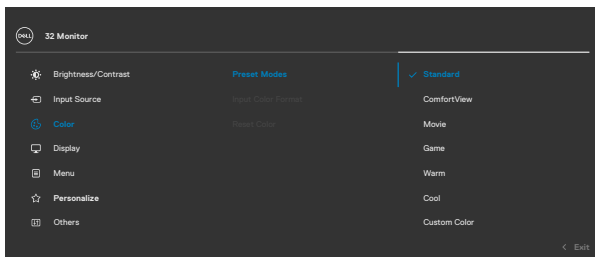 DELL
32 Monitor
Brightness/Contrast
Preset Modes
Standard
Input Source
Input Color Format
ComfortView
Color
Reset Color
Movie
Display
Game
Menu
Warm
Personalize
Cool
Others
Custom Color
Exit